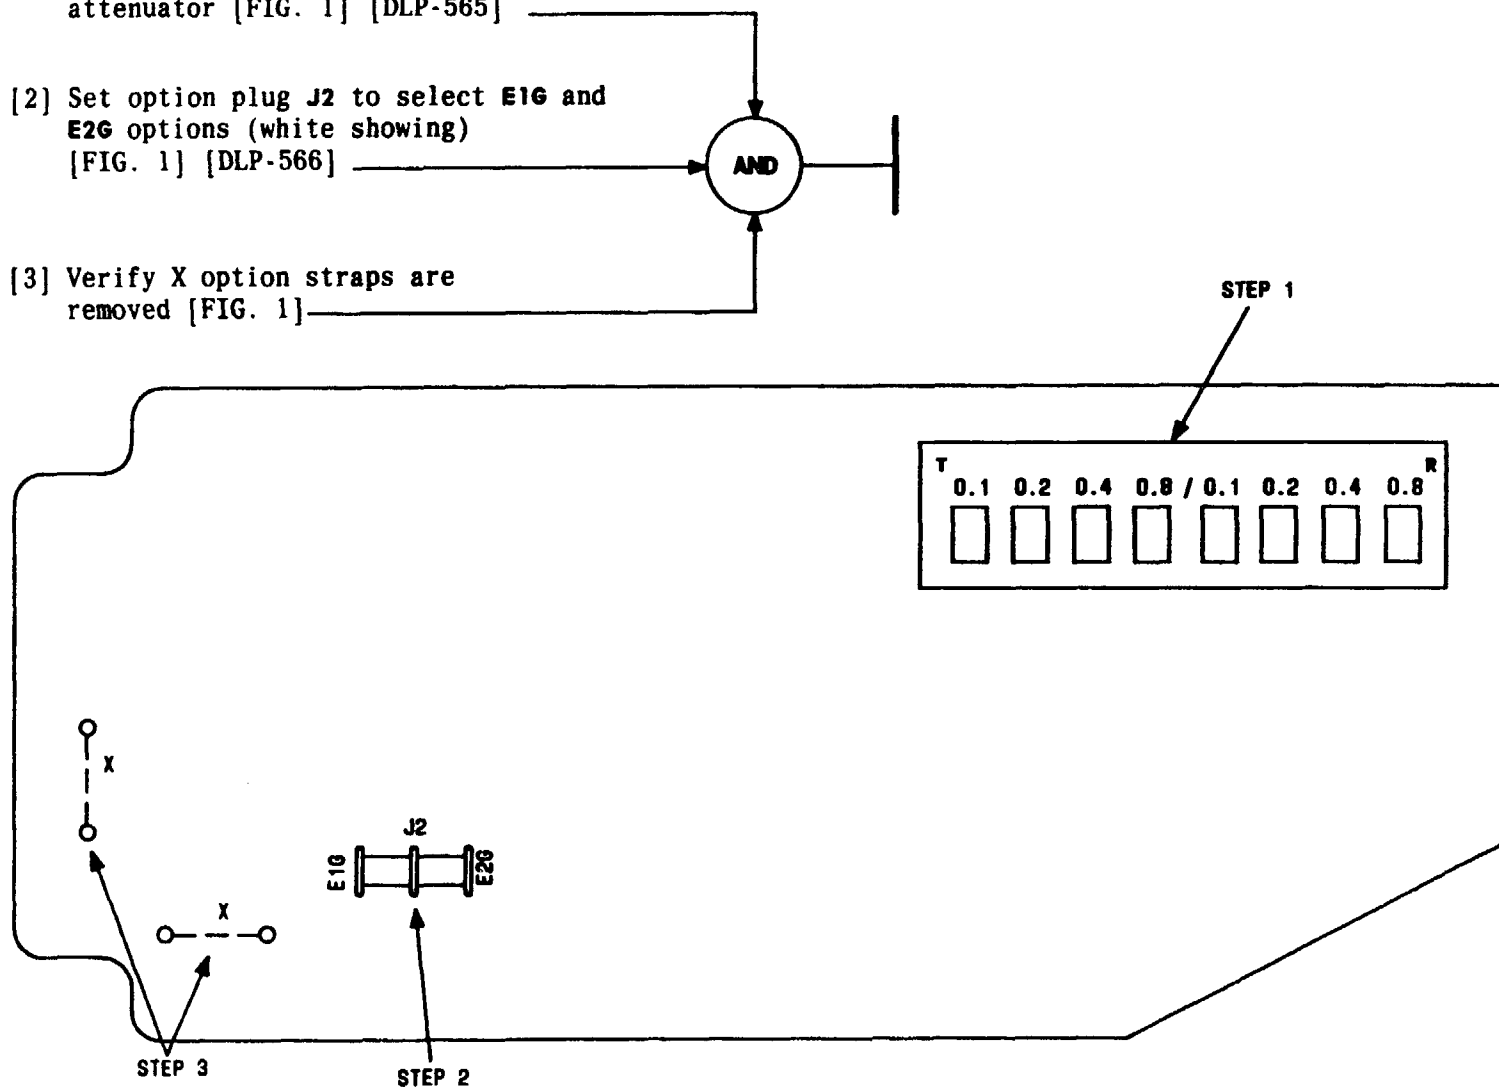 attenuator [FIG. 1] [DLP-565]
[2] Set option plug J2 to select E1G and
E2G options (white showing)
[FIG. 1] [DLP-566]
AND
[3] Verify X option straps are
removed [FIG. 1]
STEP 1
T R
0.1 0.2 0.4 0.8 / 0.1 0.2 0.4 0.8
X
J2
E1G E2G
X
STEP 3
STEP 2